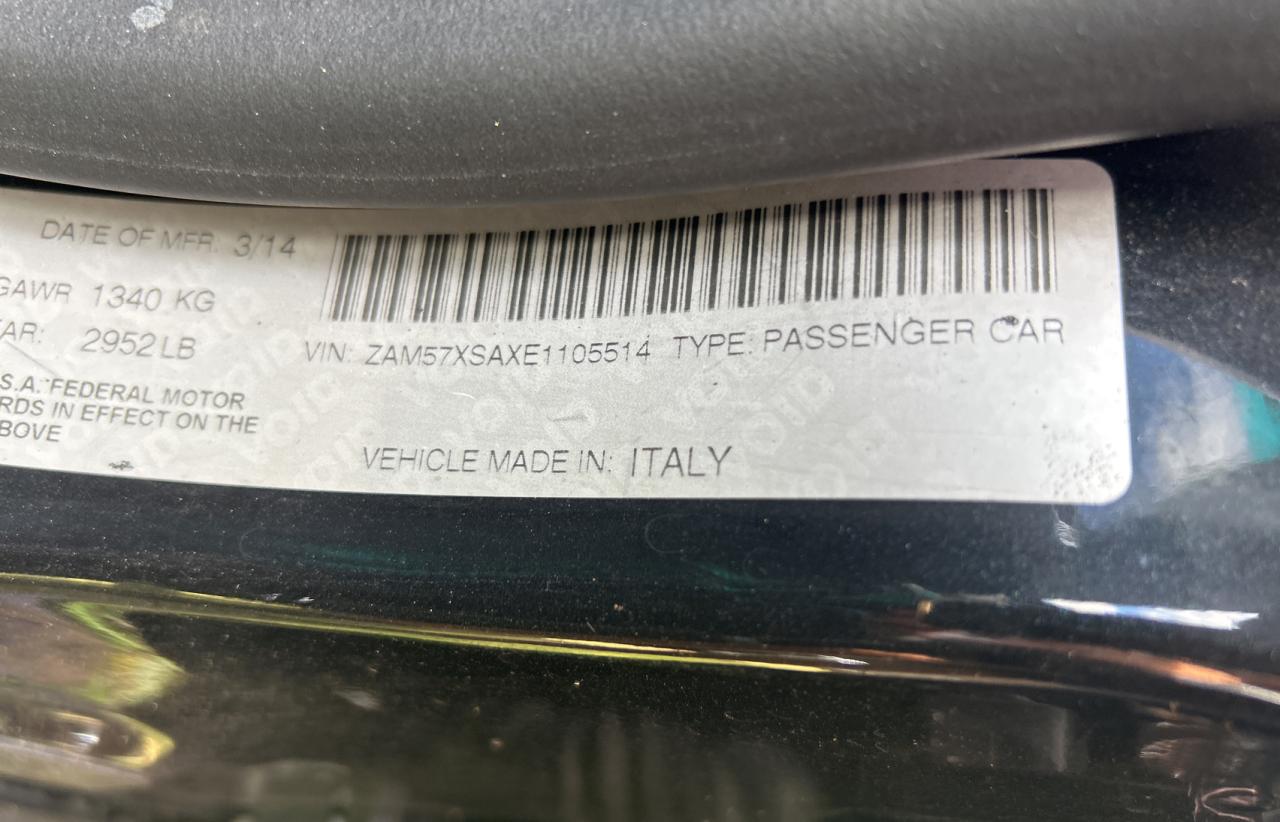 DATE OF MFR: 3/14
GAWR 1340 KG
AR: 2952 LB
VIN: ZAM57XSAXE1105514 TYPE: PASSENGER CAR
S.A. FEDERAL MOTOR
RDS IN EFFECT ON THE
BOVE
VEHICLE MADE IN: ITALY